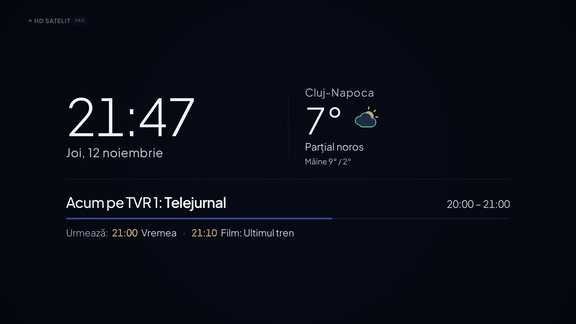 HD SATELIT PRO
21:47
Joi, 12 noiembrie
Cluj-Napoca
7°
Parțial noros
Mâine 9° / 2°
Acum pe TVR 1: Telejurnal
20:00 – 21:00
Urmează: 21:00 Vremea · 21:10 Film: Ultimul tren